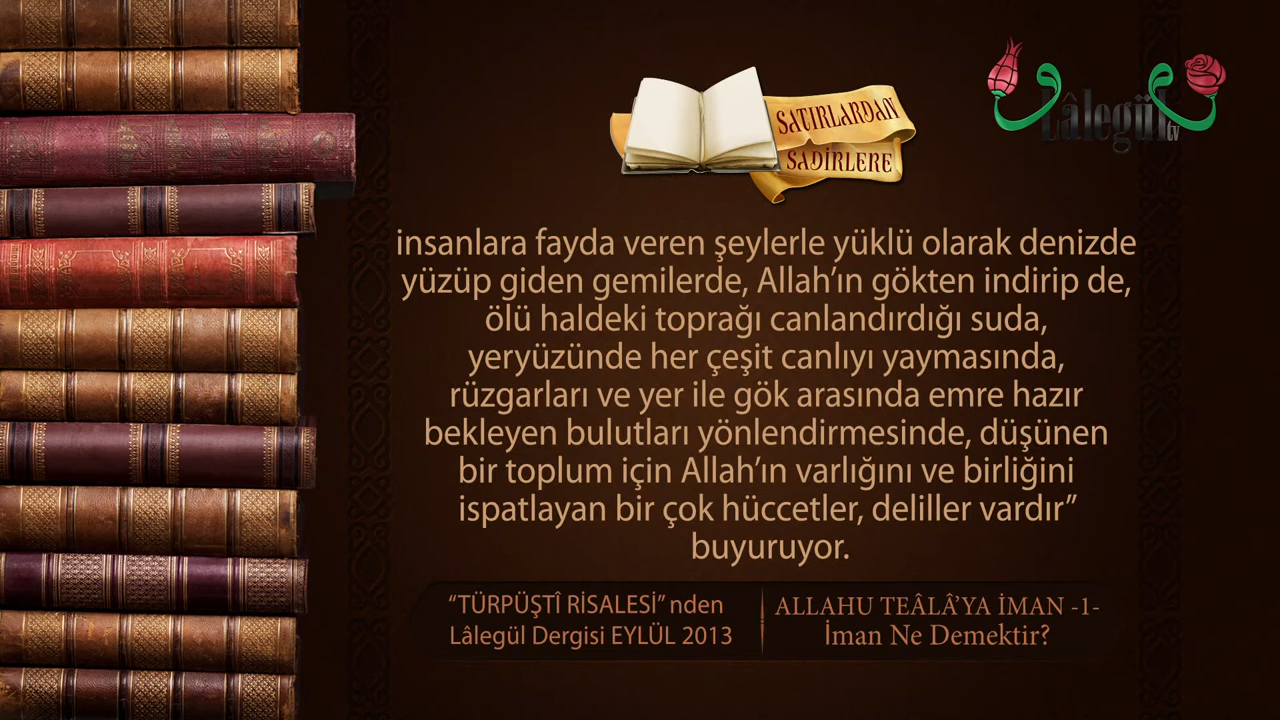 SATIRLARDAN
SADIRLERE
Lâlegül
tv
insanlara fayda veren şeylerle yüklü olarak denizde
yüzüp giden gemilerde, Allah’ın gökten indirip de,
ölü haldeki toprağı canlandırdığı suda,
yeryüzünde her çeşit canlıyı yaymasında,
rüzgarları ve yer ile gök arasında emre hazır
bekleyen bulutları yönlendirmesinde, düşünen
bir toplum için Allah’ın varlığını ve birliğini
ispatlayan bir çok hüccetler, deliller vardır”
buyuruyor.
“TÜRPÜŞTÎ RİSALESİ” nden
Lâlegül Dergisi EYLÜL 2013
ALLAHU TEÂLÂ’YA İMAN -1-
İman Ne Demektir?